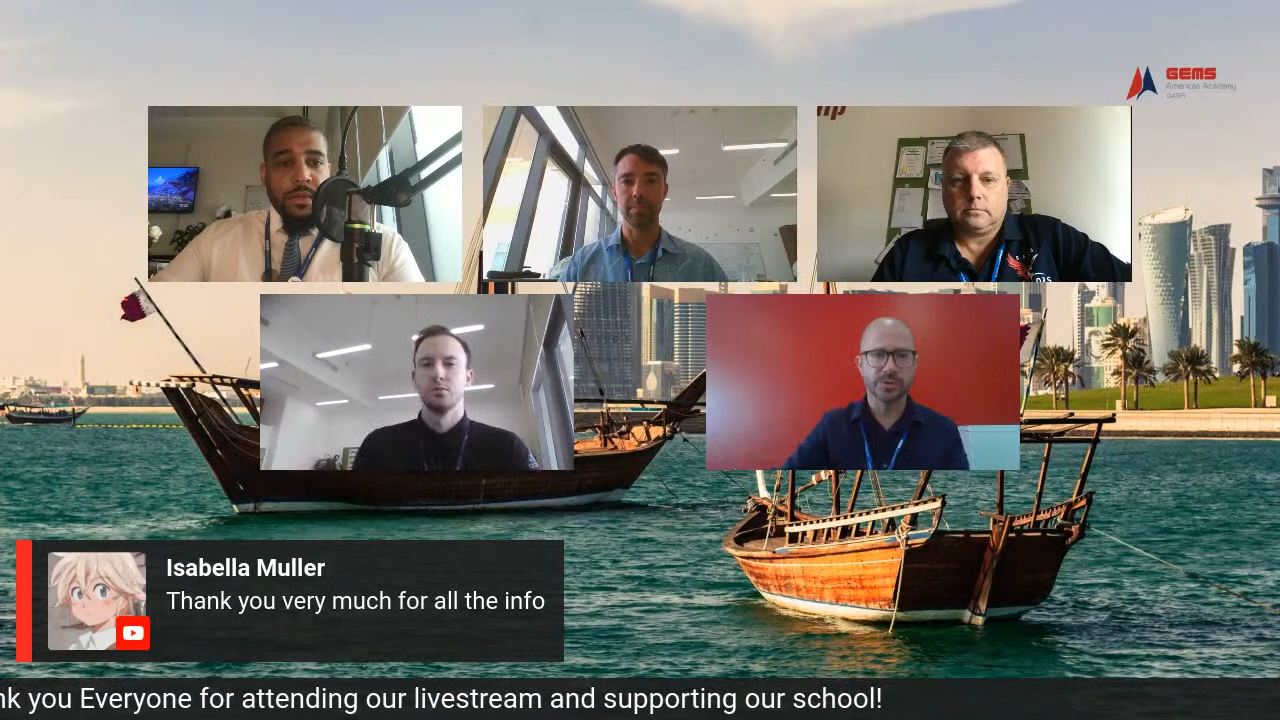 GEMS
American Academy
QATAR
Isabella Muller
Thank you very much for all the info
nk you Everyone for attending our livestream and supporting our school!